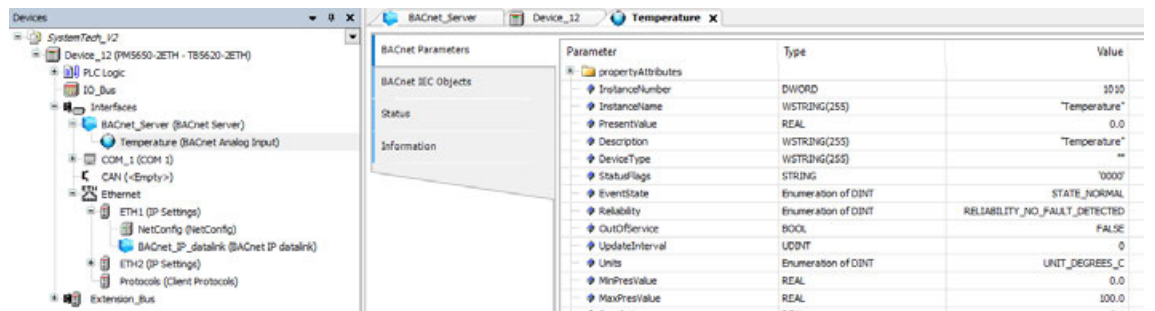 Devices
SystemTech_V2
Device_12 (PM5650-2ETH - TB5620-2ETH)
PLC Logic
IO_Bus
Interfaces
BACnet_Server (BACnet Server)
Temperature (BACnet Analog Input)
COM_1 (COM 1)
CAN (<Empty>)
Ethernet
ETH1 (IP Settings)
NetConfig (NetConfig)
BACnet_IP_datalink (BACnet IP datalink)
ETH2 (IP Settings)
Protocols (Client Protocols)
Extension_Bus
BACnet_Server Device_12 Temperature X
BACnet Parameters
BACnet IEC Objects
Status
Information
Parameter Type Value
propertyAttributes
InstanceNumber DWORD 1010
InstanceName WSTRING(255) "Temperature"
PresentValue REAL 0.0
Description WSTRING(255) "Temperature"
DeviceType WSTRING(255) ""
StatusFlags STRING '0000'
EventState Enumeration of DINT STATE_NORMAL
Reliability Enumeration of DINT RELIABILITY_NO_FAULT_DETECTED
OutOfService BOOL FALSE
UpdateInterval UDINT 0
Units Enumeration of DINT UNIT_DEGREES_C
MinPresValue REAL 0.0
MaxPresValue REAL 100.0